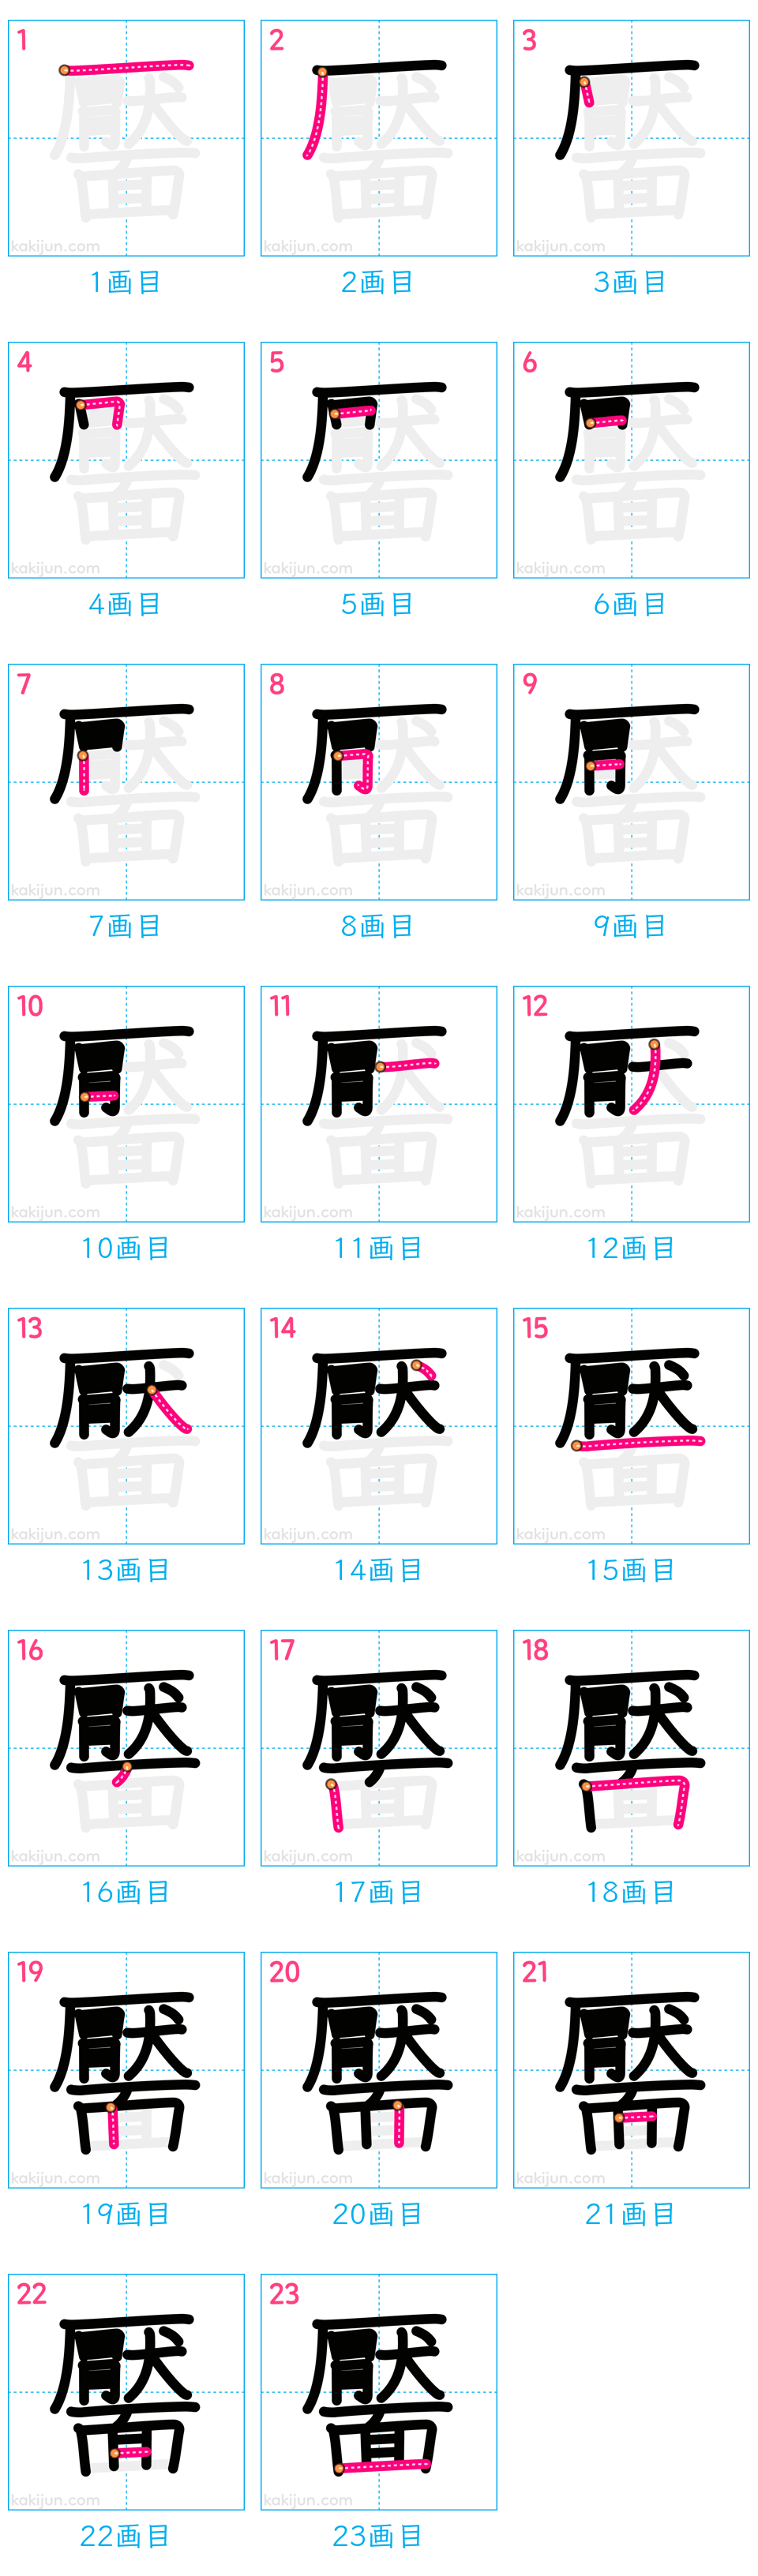 1 2 3
kakijun.com kakijun.com kakijun.com
1画目 2画目 3画目
4 5 6
kakijun.com kakijun.com kakijun.com
4画目 5画目 6画目
7 8 9
kakijun.com kakijun.com kakijun.com
7画目 8画目 9画目
10 11 12
kakijun.com kakijun.com kakijun.com
10画目 11画目 12画目
13 14 15
kakijun.com kakijun.com kakijun.com
13画目 14画目 15画目
16 17 18
kakijun.com kakijun.com kakijun.com
16画目 17画目 18画目
19 20 21
kakijun.com kakijun.com kakijun.com
19画目 20画目 21画目
22 23
靨
kakijun.com kakijun.com
22画目 23画目